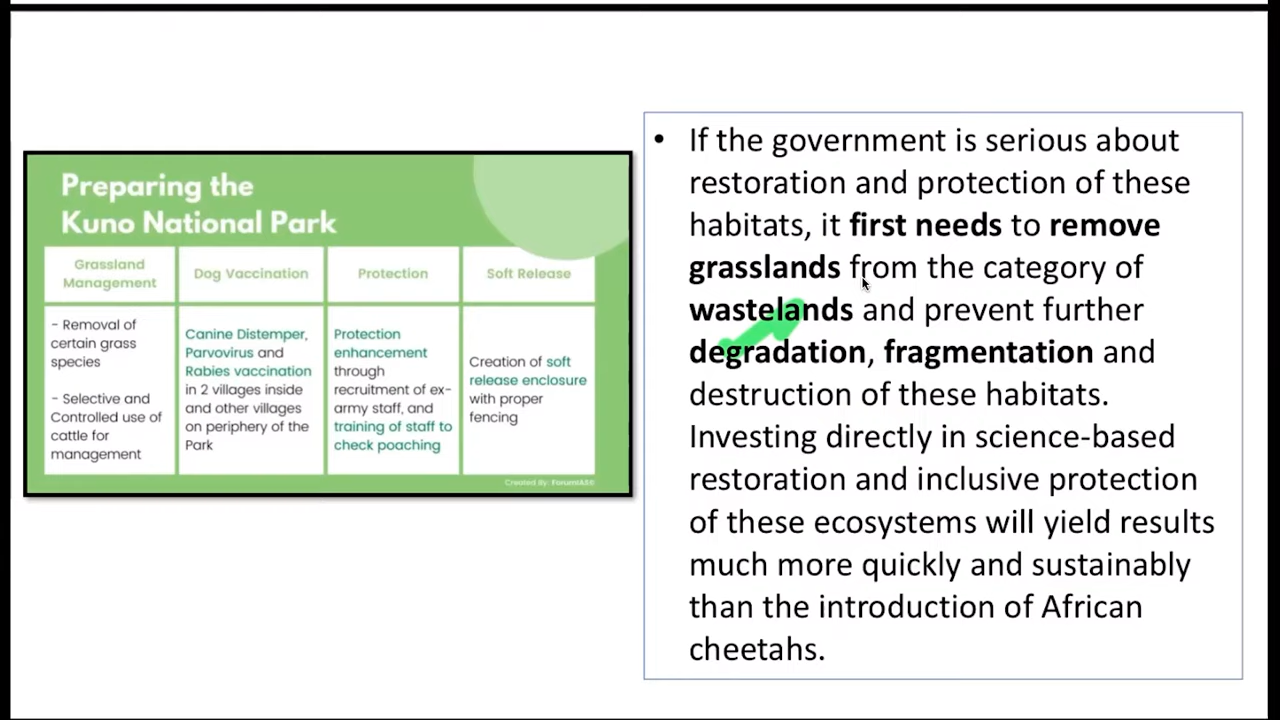 Preparing the
Kuno National Park
Grassland
Management
Dog Vaccination
Protection
Soft Release
- Removal of
certain grass
species
- Selective and
Controlled use of
cattle for
management
Canine Distemper,
Parvovirus and
Rabies vaccination
in 2 villages inside
and other villages
on periphery of the
Park
Protection
enhancement
through
recruitment of ex-
army staff, and
training of staff to
check poaching
Creation of soft
release enclosure
with proper
fencing
Created By: ForumIAS®
• If the government is serious about
restoration and protection of these
habitats, it first needs to remove
grasslands from the category of
wastelands and prevent further
degradation, fragmentation and
destruction of these habitats.
Investing directly in science-based
restoration and inclusive protection
of these ecosystems will yield results
much more quickly and sustainably
than the introduction of African
cheetahs.